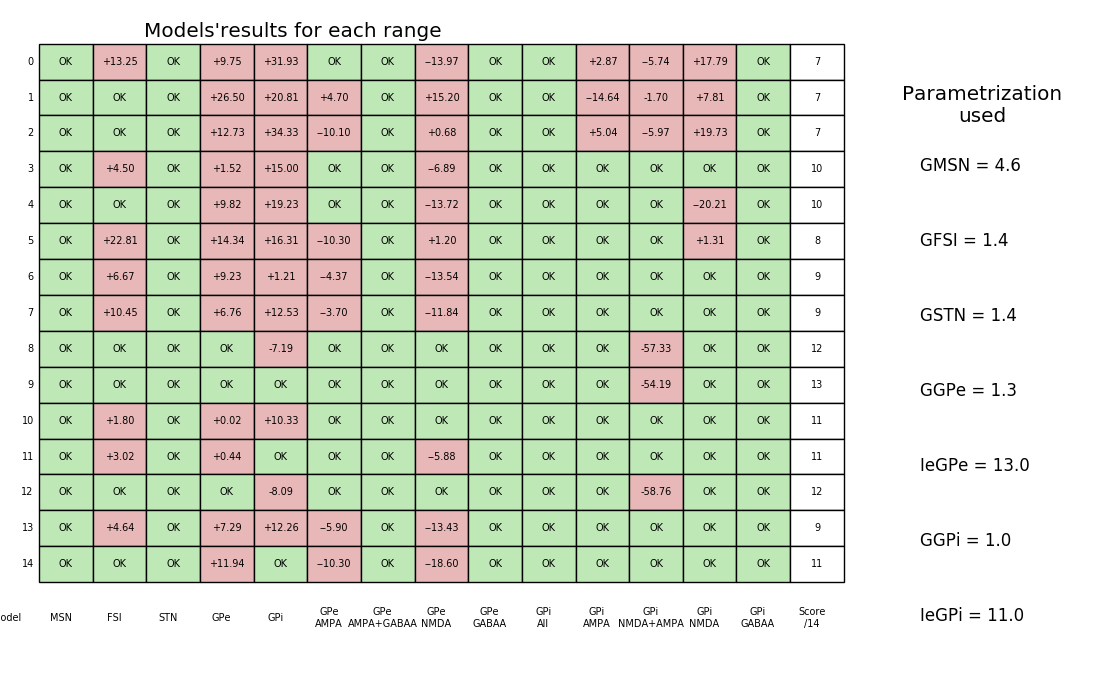 Models'results for each range
0 OK +13.25 OK +9.75 +31.93 OK OK −13.97 OK OK +2.87 −5.74 +17.79 OK 7
1 OK OK OK +26.50 +20.81 +4.70 OK +15.20 OK OK −14.64 -1.70 +7.81 OK 7
2 OK OK OK +12.73 +34.33 −10.10 OK +0.68 OK OK +5.04 −5.97 +19.73 OK 7
3 OK +4.50 OK +1.52 +15.00 OK OK −6.89 OK OK OK OK OK OK 10
4 OK OK OK +9.82 +19.23 OK OK −13.72 OK OK OK OK −20.21 OK 10
5 OK +22.81 OK +14.34 +16.31 −10.30 OK +1.20 OK OK OK OK +1.31 OK 8
6 OK +6.67 OK +9.23 +1.21 −4.37 OK −13.54 OK OK OK OK OK OK 9
7 OK +10.45 OK +6.76 +12.53 −3.70 OK −11.84 OK OK OK OK OK OK 9
8 OK OK OK OK -7.19 OK OK OK OK OK OK -57.33 OK OK 12
9 OK OK OK OK OK OK OK OK OK OK OK -54.19 OK OK 13
10 OK +1.80 OK +0.02 +10.33 OK OK OK OK OK OK OK OK OK 11
11 OK +3.02 OK +0.44 OK OK OK −5.88 OK OK OK OK OK OK 11
12 OK OK OK OK -8.09 OK OK OK OK OK OK -58.76 OK OK 12
13 OK +4.64 OK +7.29 +12.26 −5.90 OK −13.43 OK OK OK OK OK OK 9
14 OK OK OK +11.94 OK −10.30 OK −18.60 OK OK OK OK OK OK 11
odel MSN FSI STN GPe GPi GPe GPe GPe GPe GPi GPi GPi GPi GPi Score
AMPA AMPA+GABAA NMDA GABAA All AMPA NMDA+AMPA NMDA GABAA /14
Parametrization
used
GMSN = 4.6
GFSI = 1.4
GSTN = 1.4
GGPe = 1.3
IeGPe = 13.0
GGPi = 1.0
IeGPi = 11.0